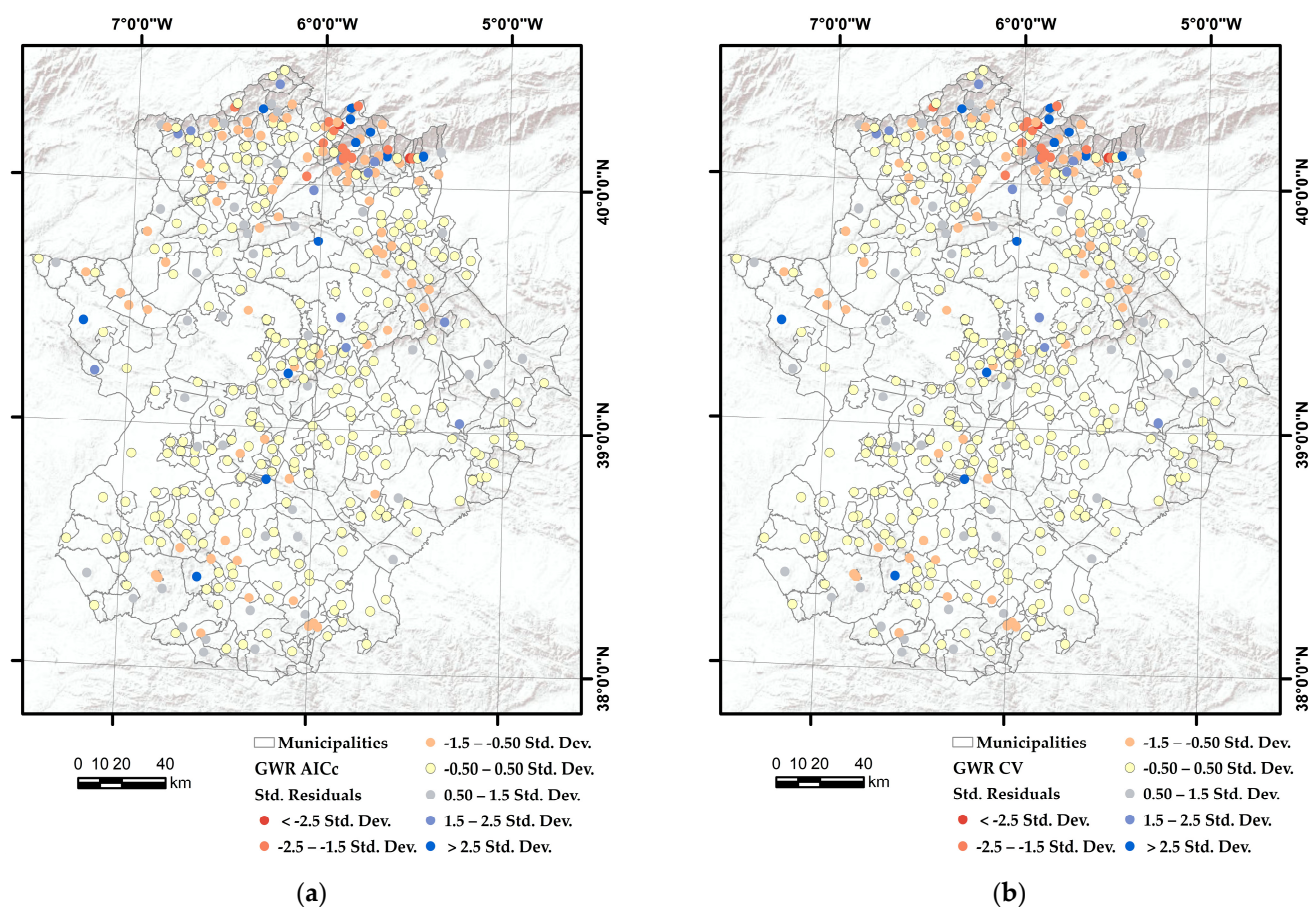 7°0'0"W 6°0'0"W 5°0'0"W
40°0'0"N
39°0'0"N
38°0'0"N
0 10 20 40
km
Municipalities
GWR AICc
Std. Residuals
< -2.5 Std. Dev.
-2.5 – -1.5 Std. Dev.
-1.5 – -0.50 Std. Dev.
-0.50 – 0.50 Std. Dev.
0.50 – 1.5 Std. Dev.
1.5 – 2.5 Std. Dev.
> 2.5 Std. Dev.
(a)
7°0'0"W 6°0'0"W 5°0'0"W
40°0'0"N
39°0'0"N
38°0'0"N
0 10 20 40
km
Municipalities
GWR CV
Std. Residuals
< -2.5 Std. Dev.
-2.5 – -1.5 Std. Dev.
-1.5 – -0.50 Std. Dev.
-0.50 – 0.50 Std. Dev.
0.50 – 1.5 Std. Dev.
1.5 – 2.5 Std. Dev.
> 2.5 Std. Dev.
(b)